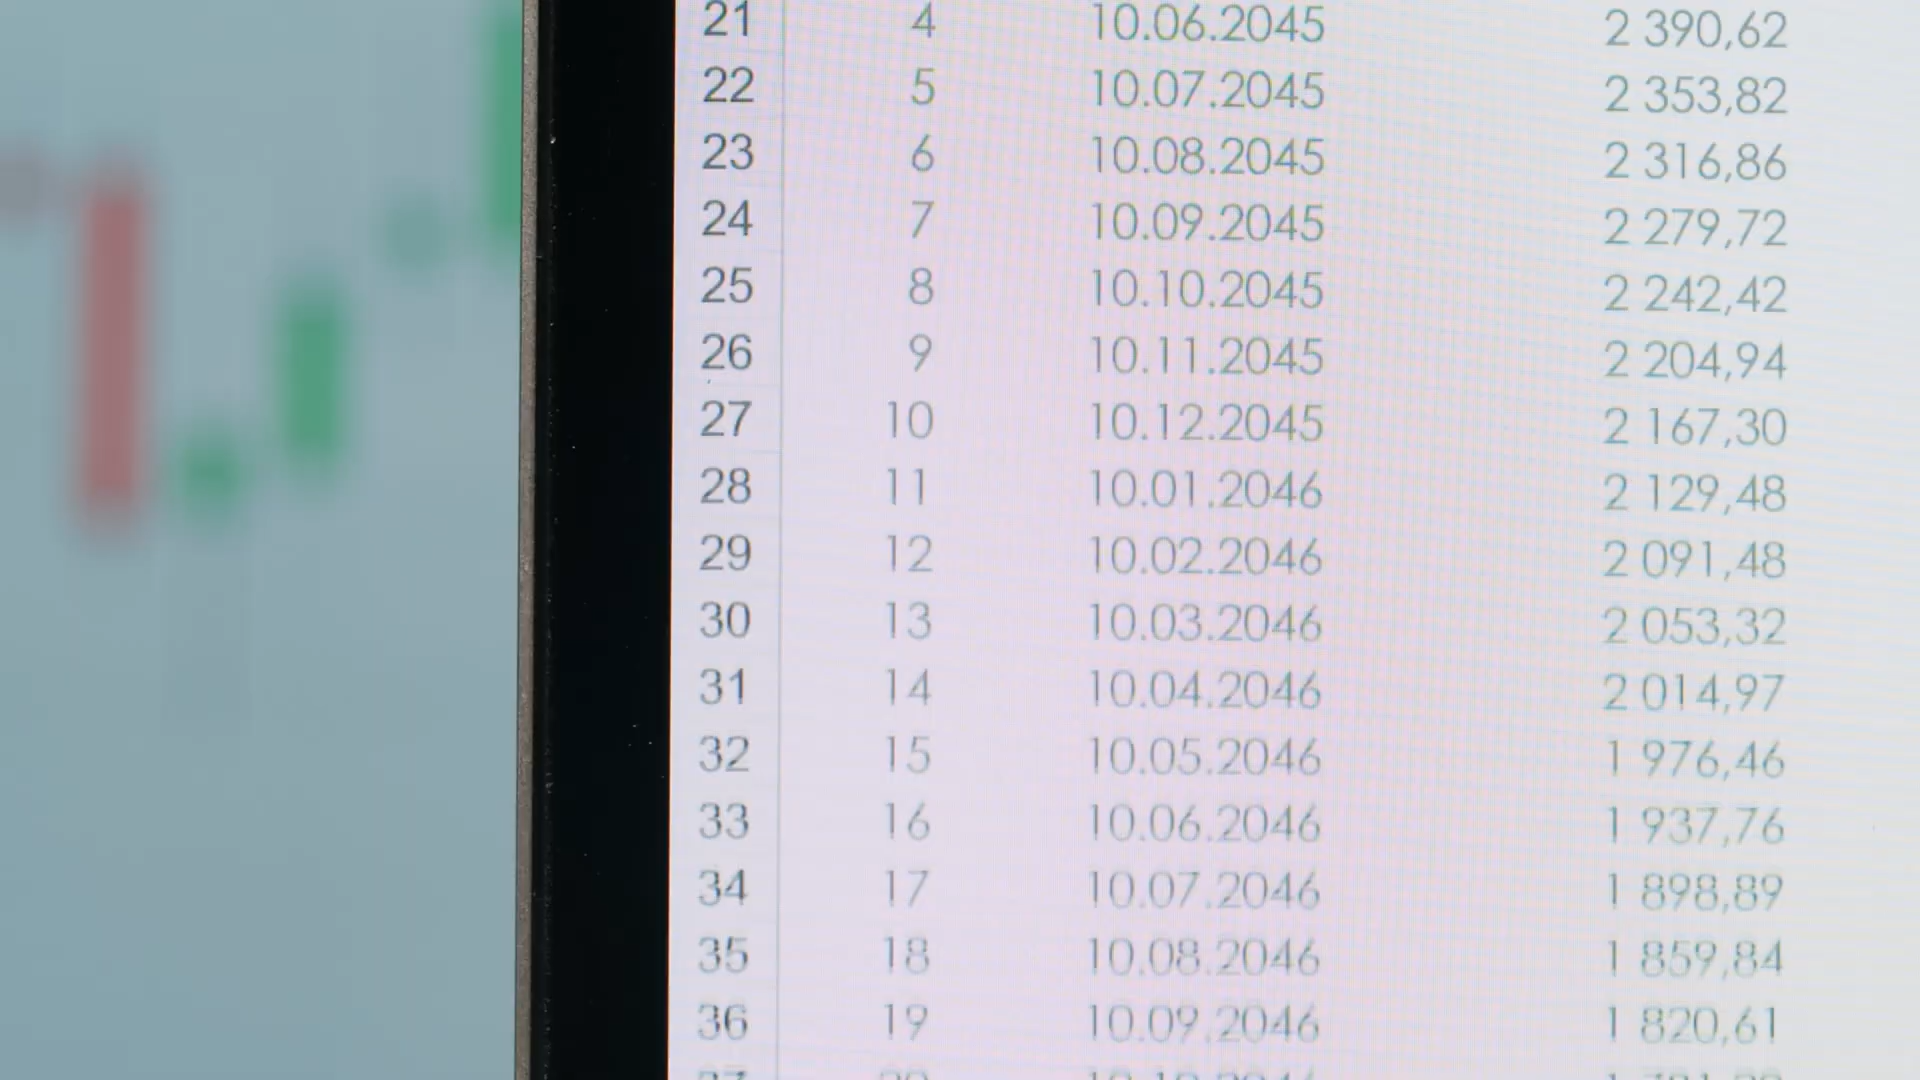 21 4 10.06.2045 2 390,62
22 5 10.07.2045 2 353,82
23 6 10.08.2045 2 316,86
24 7 10.09.2045 2 279,72
25 8 10.10.2045 2 242,42
26 9 10.11.2045 2 204,94
27 10 10.12.2045 2 167,30
28 11 10.01.2046 2 129,48
29 12 10.02.2046 2 091,48
30 13 10.03.2046 2 053,32
31 14 10.04.2046 2 014,97
32 15 10.05.2046 1 976,46
33 16 10.06.2046 1 937,76
34 17 10.07.2046 1 898,89
35 18 10.08.2046 1 859,84
36 19 10.09.2046 1 820,61